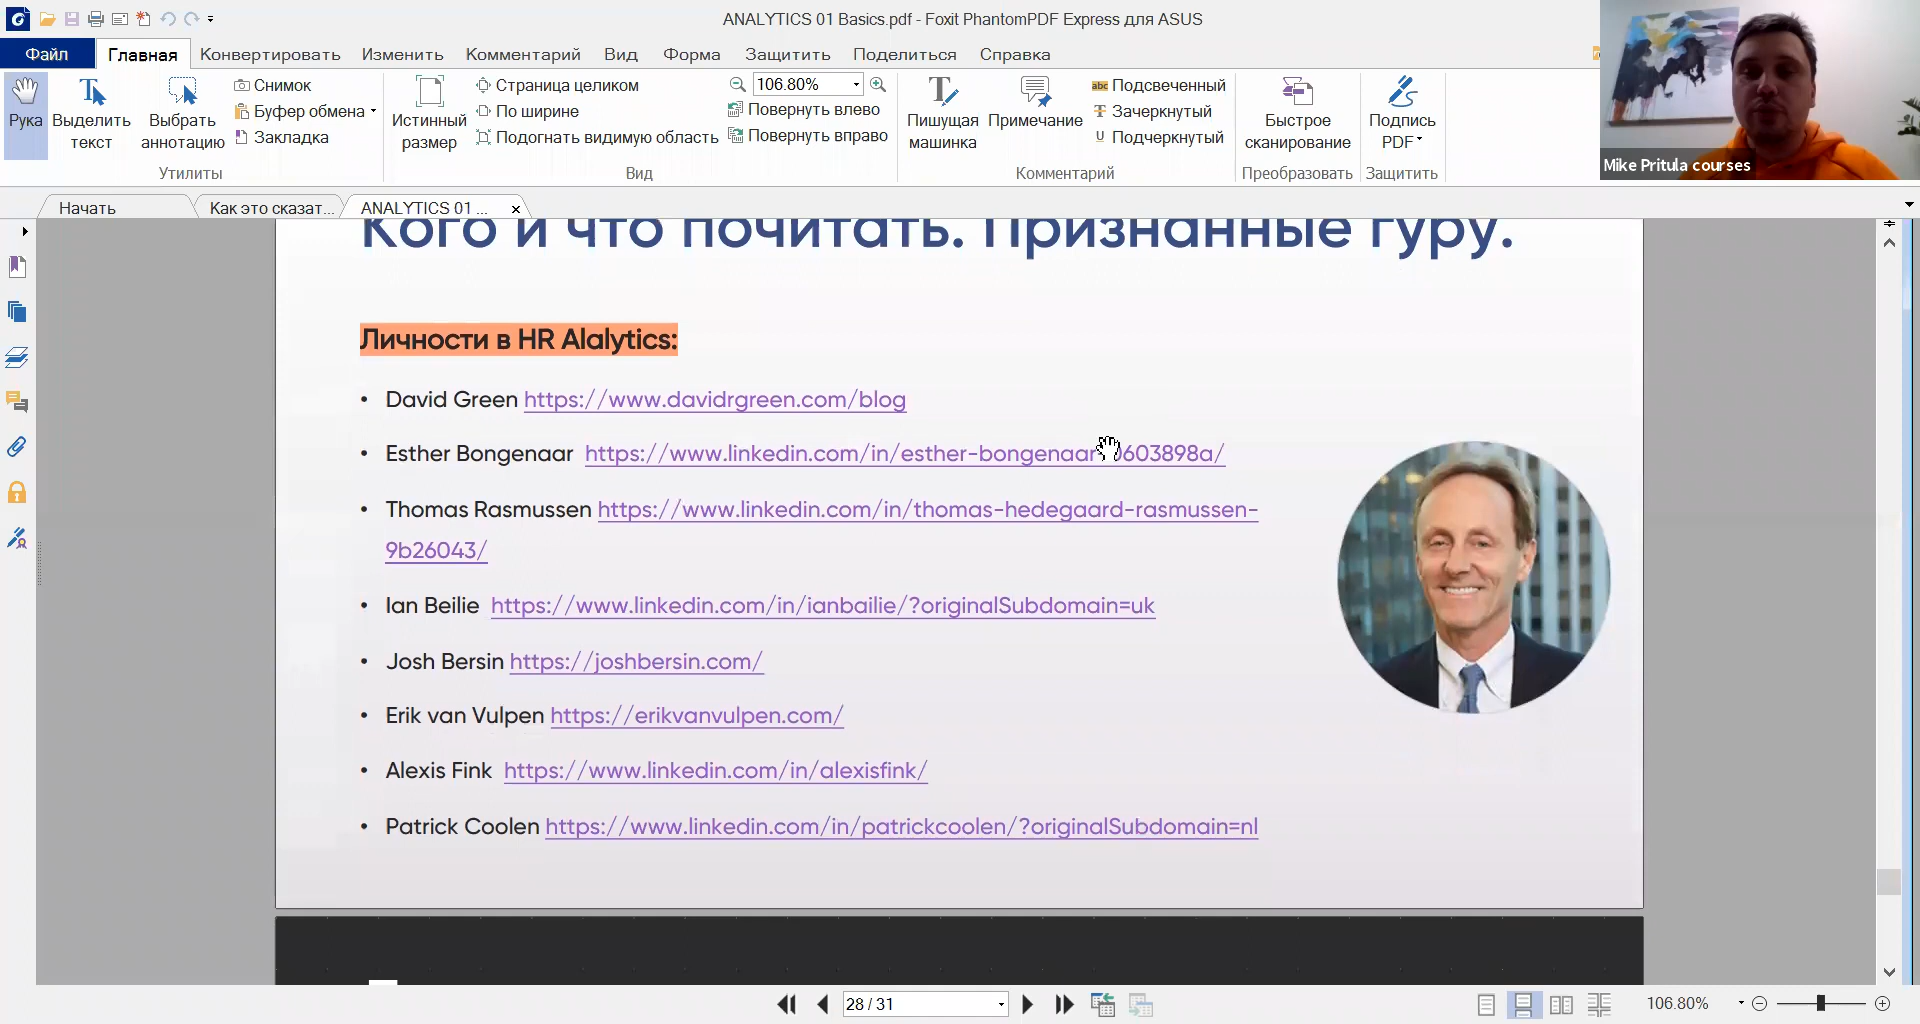 ANALYTICS 01 Basics.pdf - Foxit PhantomPDF Express для ASUS
Файл Главная Конвертировать Изменить Комментарий Вид Форма Защитить Поделиться Справка
Рука
Выделить текст
Выбрать аннотацию
Снимок
Буфер обмена
Закладка
Утилиты
Истинный размер
Страница целиком
По ширине
Подогнать видимую область
106.80%
Повернуть влево
Повернуть вправо
Вид
Пишущая машинка
Примечание
Подсвеченный
Зачеркнутый
Подчеркнутый
Комментарий
Быстрое сканирование
Преобразовать
Подпись PDF
Защитить
Mike Pritula courses
Начать Как это сказат... ANALYTICS 01 ...
Кого и что почитать. Признанные гуру.
Личности в HR Alalytics:
• David Green https://www.davidrgreen.com/blog
• Esther Bongenaar https://www.linkedin.com/in/esther-bongenaar 0603898a/
• Thomas Rasmussen https://www.linkedin.com/in/thomas-hedegaard-rasmussen-
9b26043/
• Ian Beilie https://www.linkedin.com/in/ianbailie/?originalSubdomain=uk
• Josh Bersin https://joshbersin.com/
• Erik van Vulpen https://erikvanvulpen.com/
• Alexis Fink https://www.linkedin.com/in/alexisfink/
• Patrick Coolen https://www.linkedin.com/in/patrickcoolen/?originalSubdomain=nl
28 / 31
106.80%